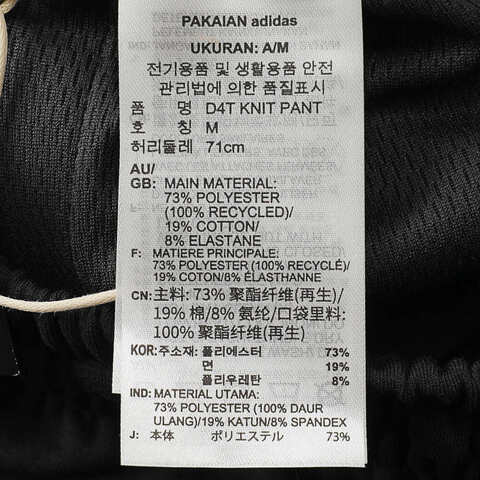 PAKAIAN adidas
UKURAN: A/M
전기용품 및 생활용품 안전
관리법에 의한 품질표시
품 명 D4T KNIT PANT
호 칭 M
허리둘레 71cm
AU/
GB: MAIN MATERIAL:
73% POLYESTER
(100% RECYCLED)/
19% COTTON/
8% ELASTANE
F: MATIERE PRINCIPALE:
73% POLYESTER (100% RECYCLÉ)/
19% COTON/8% ÉLASTHANNE
CN: 主料: 73% 聚酯纤维(再生)/
19% 棉/8% 氨纶/口袋里料:
100% 聚酯纤维(再生)
KOR: 주소재: 폴리에스터 73%
면 19%
폴리우레탄 8%
IND: MATERIAL UTAMA:
73% POLYESTER (100% DAUR
ULANG)/19% KATUN/8% SPANDEX
J: 本体 ポリエステル 73%